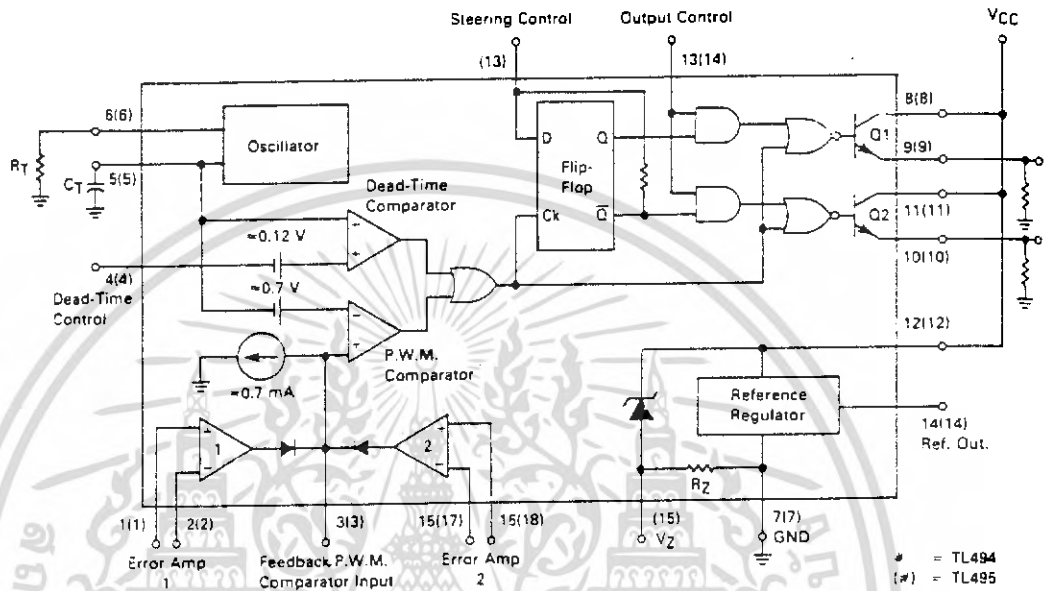 Steering Control
Output Control
VCC
(13)
13(14)
6(6)
RT
5(5)
CT
Oscillator
Dead-Time
Comparator
≈0.12 V
4(4)
Dead-Time
Control
≈0.7 V
P.W.M.
Comparator
≈0.7 mA
D
Q
Flip-
Flop
Ck
Q̅
8(8)
Q1
9(9)
11(11)
Q2
10(10)
12(12)
Reference
Regulator
14(14)
Ref. Out.
RZ
1
2
1(1)
2(2)
3(3)
15(17)
16(18)
(15)
VZ
7(7)
GND
Error Amp
1
Feedback P.W.M.
Comparator Input
Error Amp
2
# = TL494
(#) = TL495